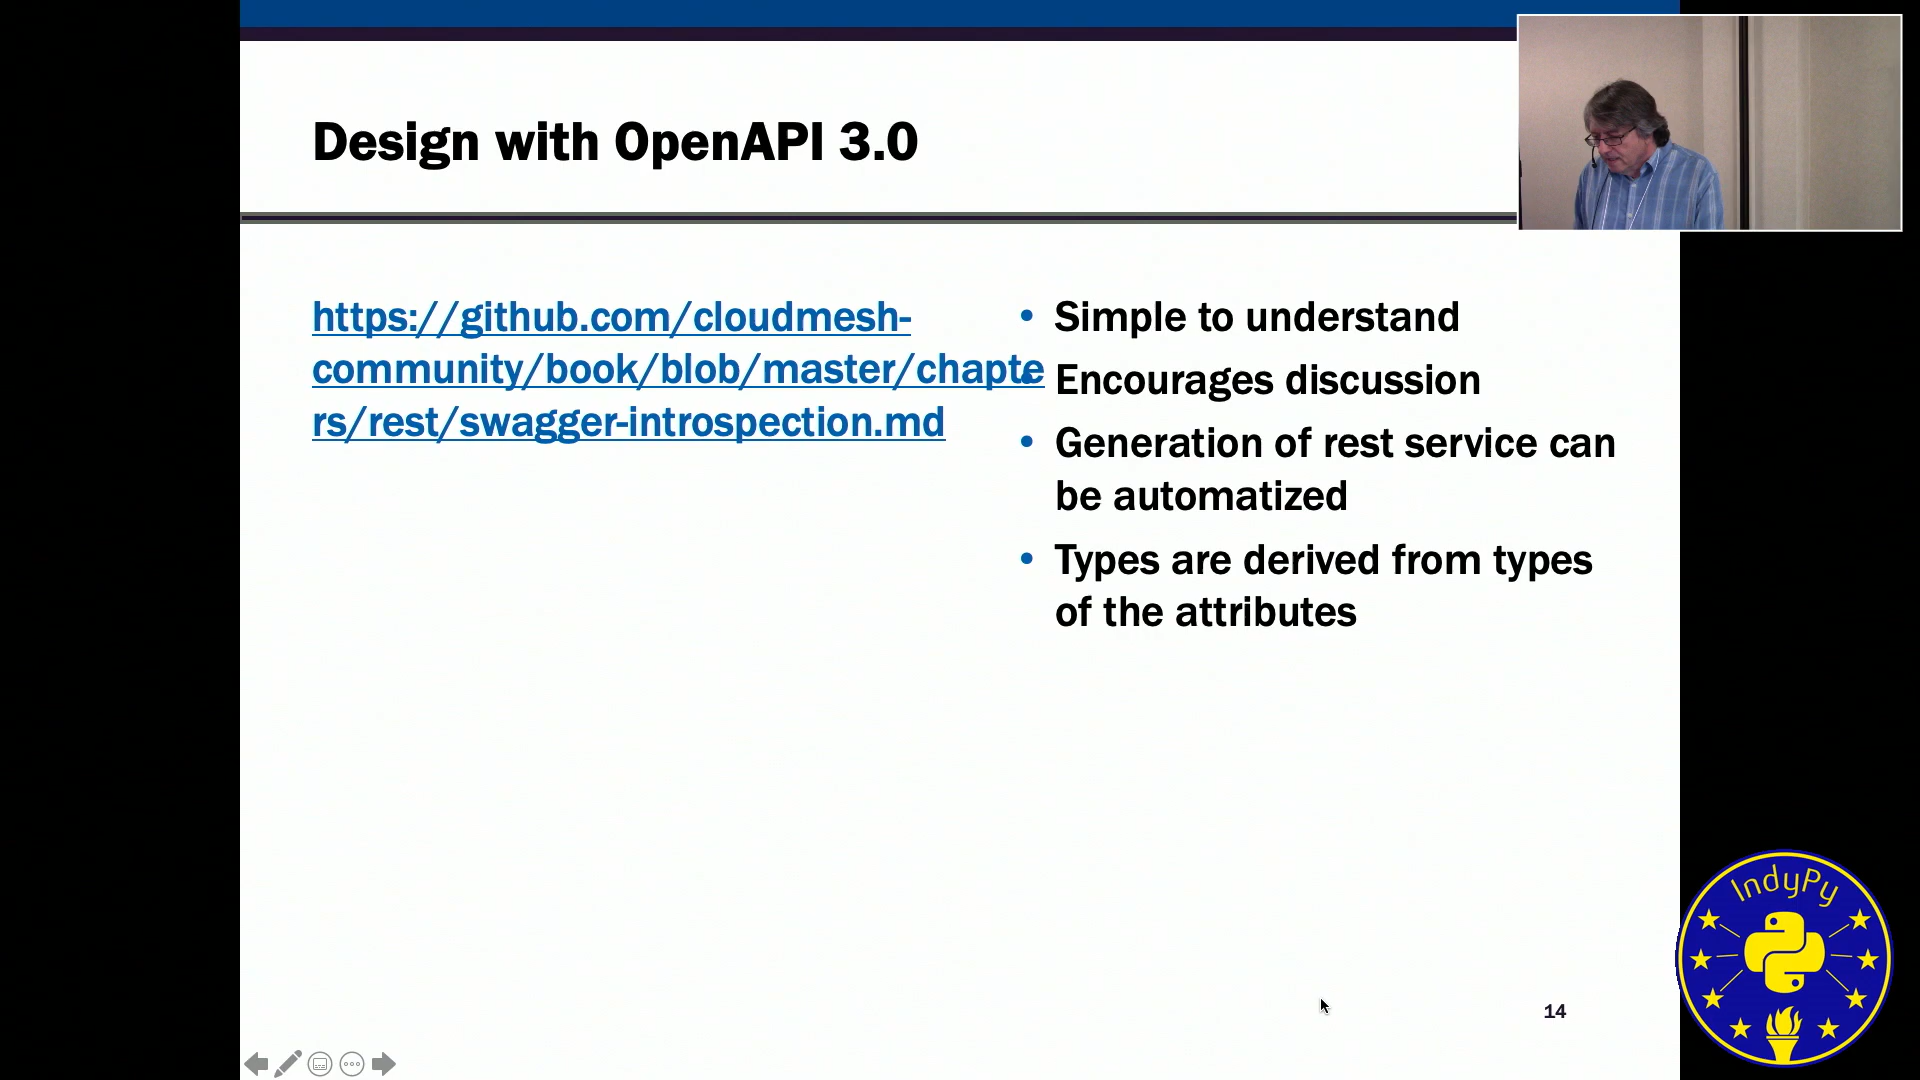 Design with OpenAPI 3.0
https://github.com/cloudmesh-
community/book/blob/master/chapte
rs/rest/swagger-introspection.md
• Simple to understand
• Encourages discussion
• Generation of rest service can
be automatized
• Types are derived from types
of the attributes
14
IndyPy